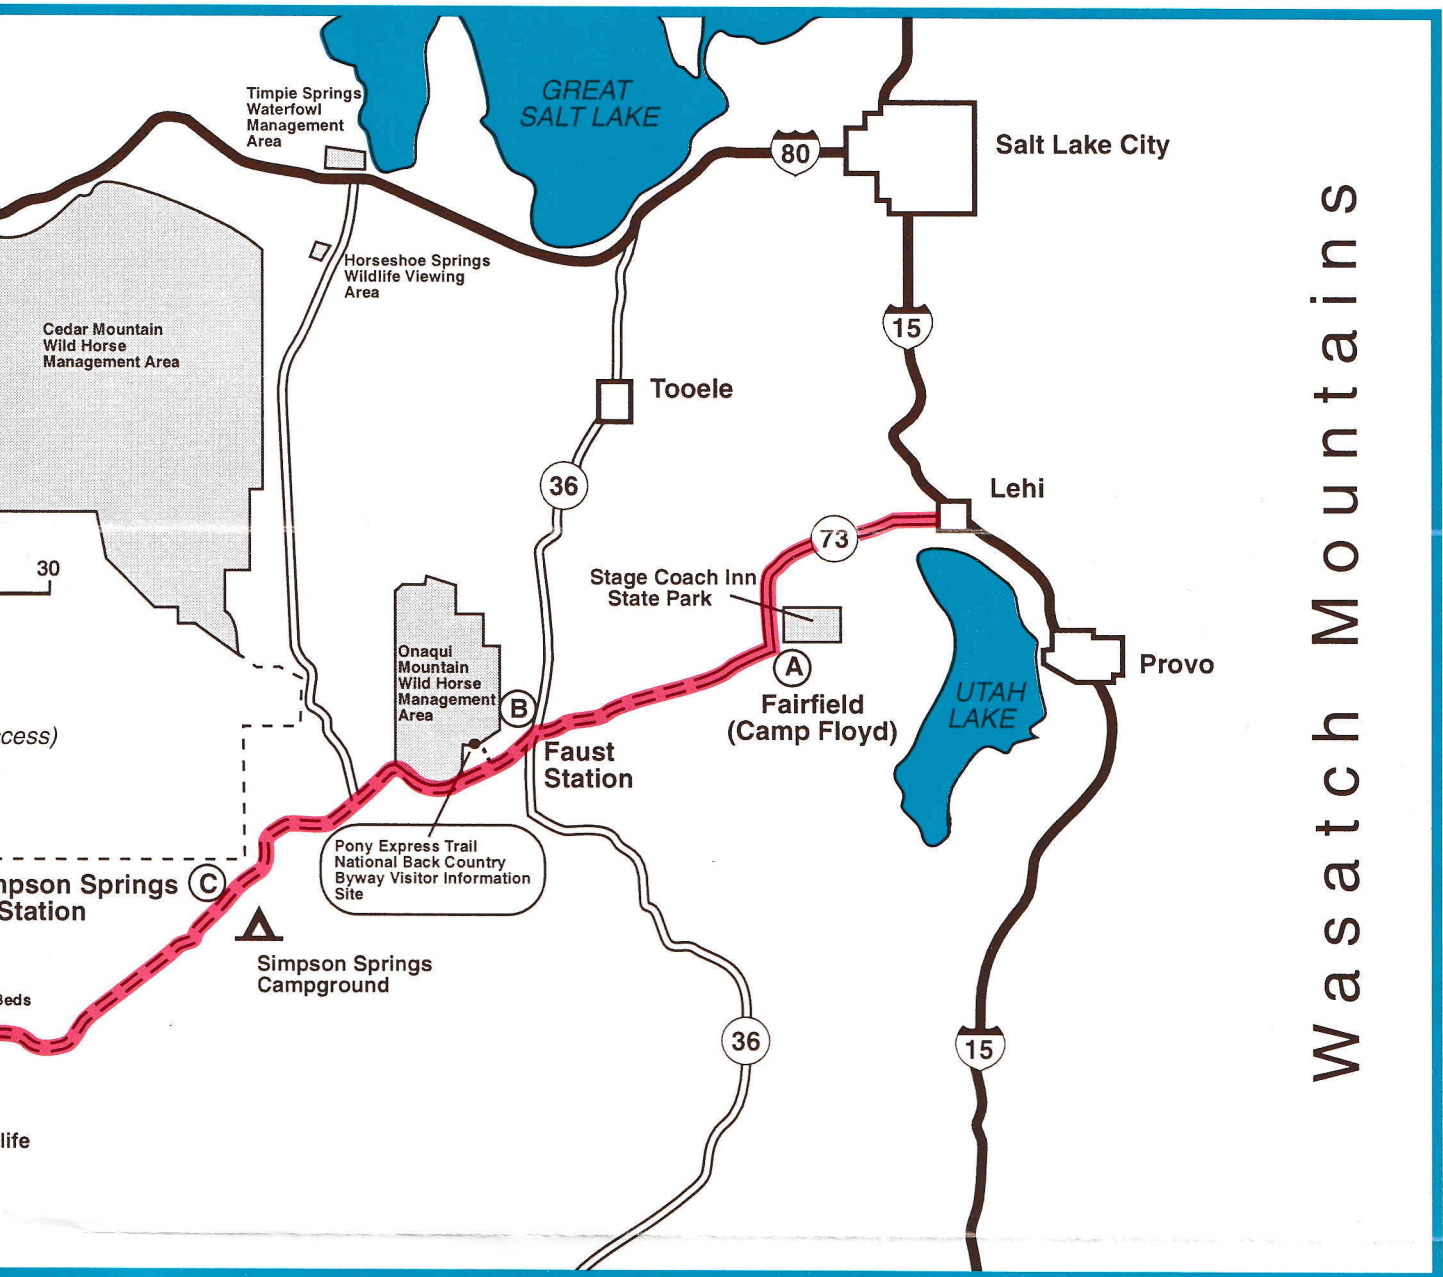 GREAT
SALT LAKE
Timpie Springs
Waterfowl
Management
Area
80
Salt Lake City
Horseshoe Springs
Wildlife Viewing
Area
Cedar Mountain
Wild Horse
Management Area
15
Tooele
36
Lehi
73
30
Stage Coach Inn
State Park
Onaqui
Mountain
Wild Horse
Management
Area
A
Fairfield
(Camp Floyd)
Provo
UTAH
LAKE
B
Faust
Station
cess)
Pony Express Trail
National Back Country
Byway Visitor Information
Site
mpson Springs
Station
C
Simpson Springs
Campground
Beds
36
15
life
Wasatch Mountains